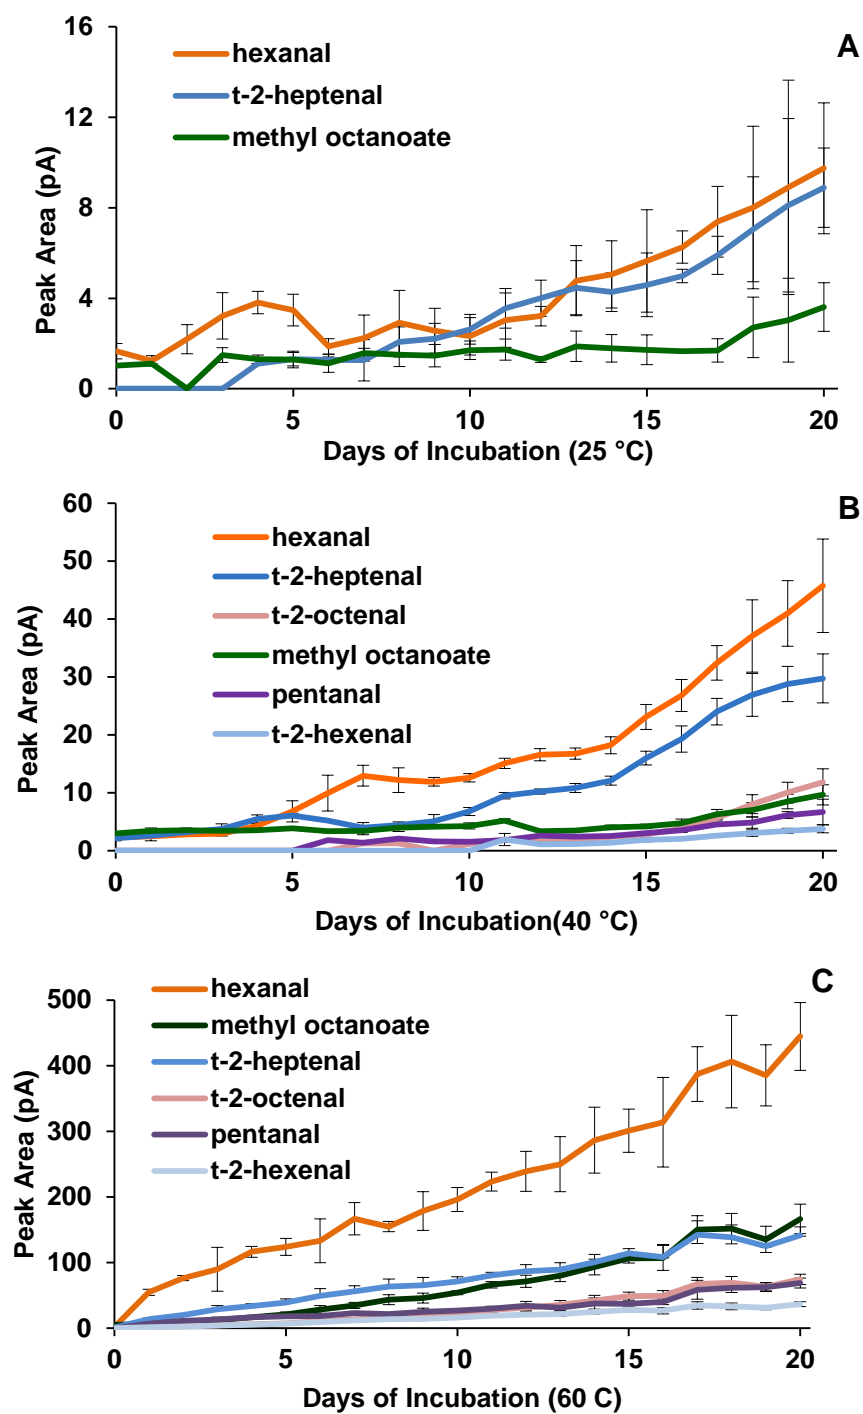 A
16
hexanal
t-2-heptenal
methyl octanoate
12
8
4
0
Peak Area (pA)
0 5 10 15 20
Days of Incubation (25 °C)
B
60
hexanal
t-2-heptenal
t-2-octenal
methyl octanoate
pentanal
t-2-hexenal
50
40
30
20
10
0
Peak Area (pA)
0 5 10 15 20
Days of Incubation(40 °C)
C
hexanal
methyl octanoate
t-2-heptenal
t-2-octenal
pentanal
t-2-hexenal
500
400
300
200
100
0
Peak Area (pA)
0 5 10 15 20
Days of Incubation (60 C)